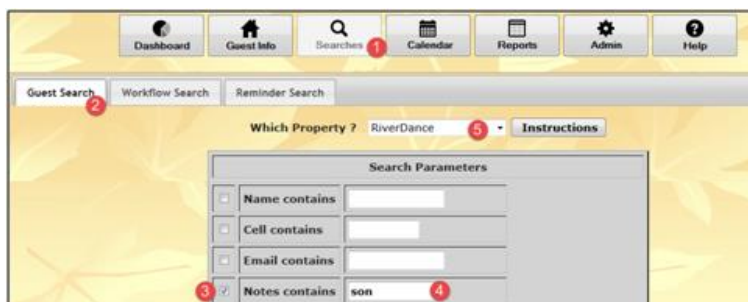 Dashboard Guest Info Searches Calendar Reports Admin Help
1
Guest Search Workflow Search Reminder Search
2
Which Property ? RiverDance 5 Instructions
Search Parameters
Name contains
Cell contains
Email contains
3 Notes contains son 4